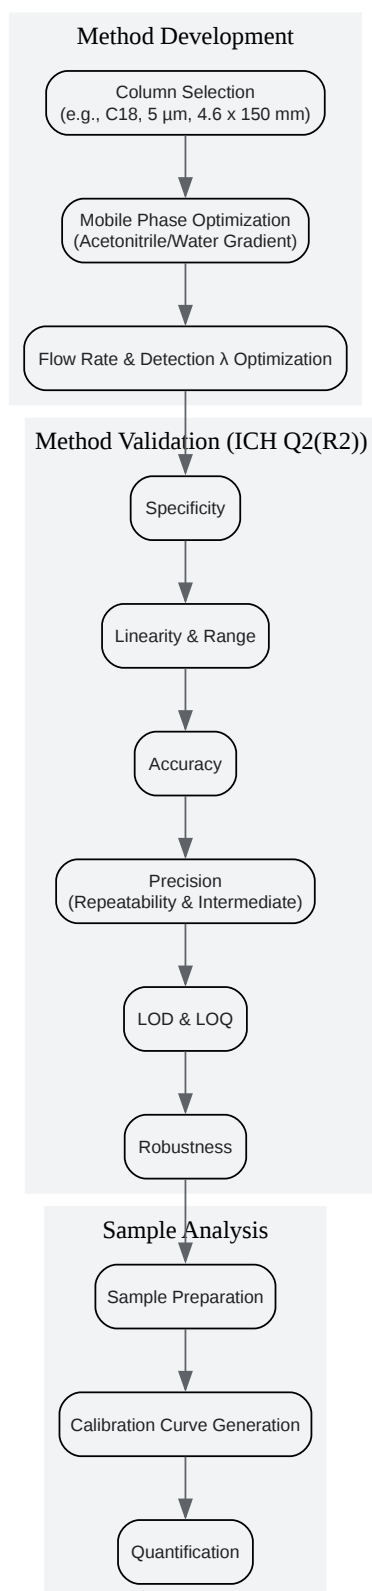 Method Development
Column Selection
(e.g., C18, 5 µm, 4.6 x 150 mm)
Mobile Phase Optimization
(Acetonitrile/Water Gradient)
Flow Rate & Detection λ Optimization
Method Validation (ICH Q2(R2))
Specificity
Linearity & Range
Accuracy
Precision
(Repeatability & Intermediate)
LOD & LOQ
Robustness
Sample Analysis
Sample Preparation
Calibration Curve Generation
Quantification